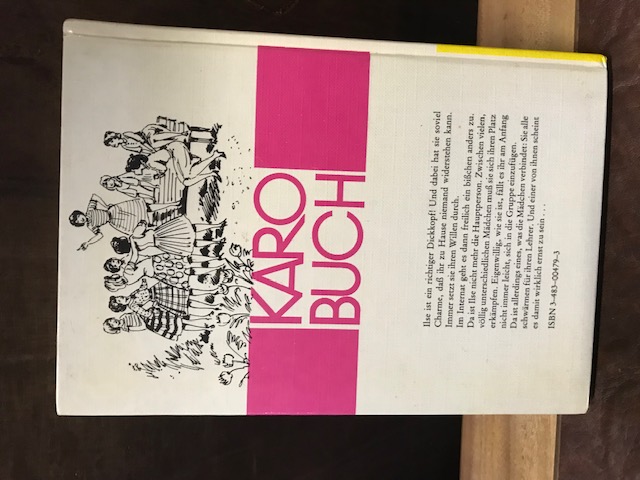 KARO
BUCH
Ilse ist ein richtiger Dickkopf! Und dabei hat sie soviel
Charme, daß ihr zu Hause niemand widerstehen kann.
Immer setzt sie ihren Willen durch.
Im Internat geht es dann freilich ein bißchen anders zu.
Da ist Ilse nicht mehr die Hauptperson. Zwischen vielen,
völlig unterschiedlichen Mädchen muß sie sich ihren Platz
erkämpfen. Eigenwillig, wie sie ist, fällt es ihr am Anfang
nicht immer leicht, sich in die Gruppe einzufügen.
Da ist allerdings eines, was die Mädchen verbindet: Sie alle
schwärmen für ihren Lehrer. Und einer von ihnen scheint
es damit wirklich ernst zu sein . . .
ISBN 3–483–00479–3